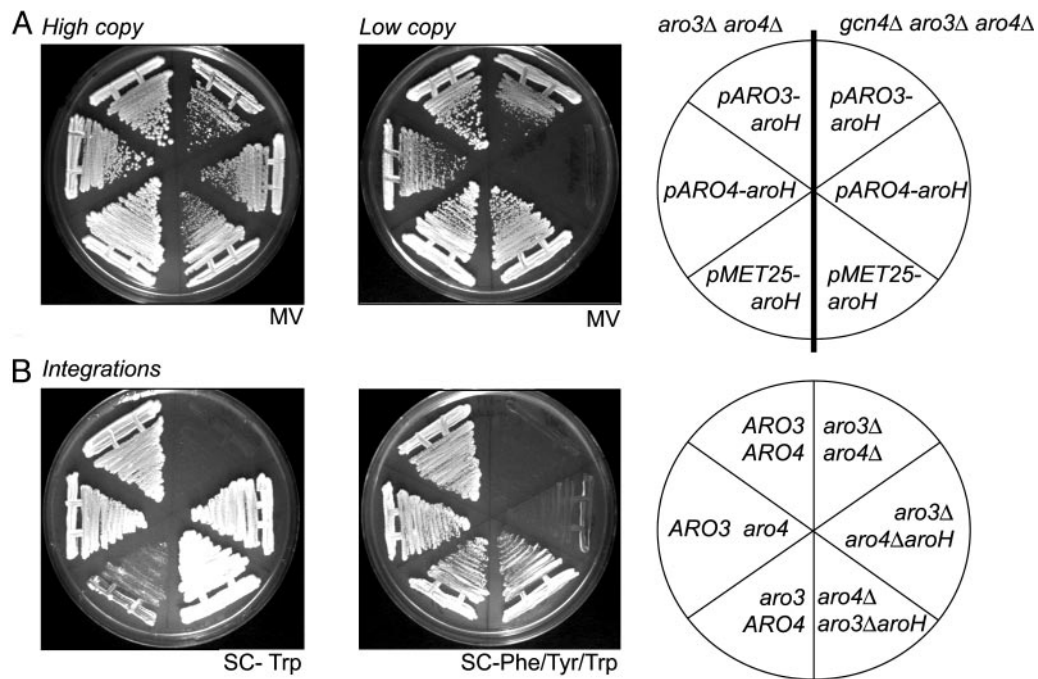 A High copy
Low copy
aro3Δ aro4Δ
gcn4Δ aro3Δ aro4Δ
pARO3-
aroH
pARO3-
aroH
pARO4-aroH
pARO4-aroH
pMET25-
aroH
pMET25-
aroH
MV
MV
B Integrations
ARO3
ARO4
aro3Δ
aro4Δ
ARO3 aro4
aro3Δ
aro4ΔaroH
aro3
ARO4
aro4Δ
aro3ΔaroH
SC- Trp
SC-Phe/Tyr/Trp